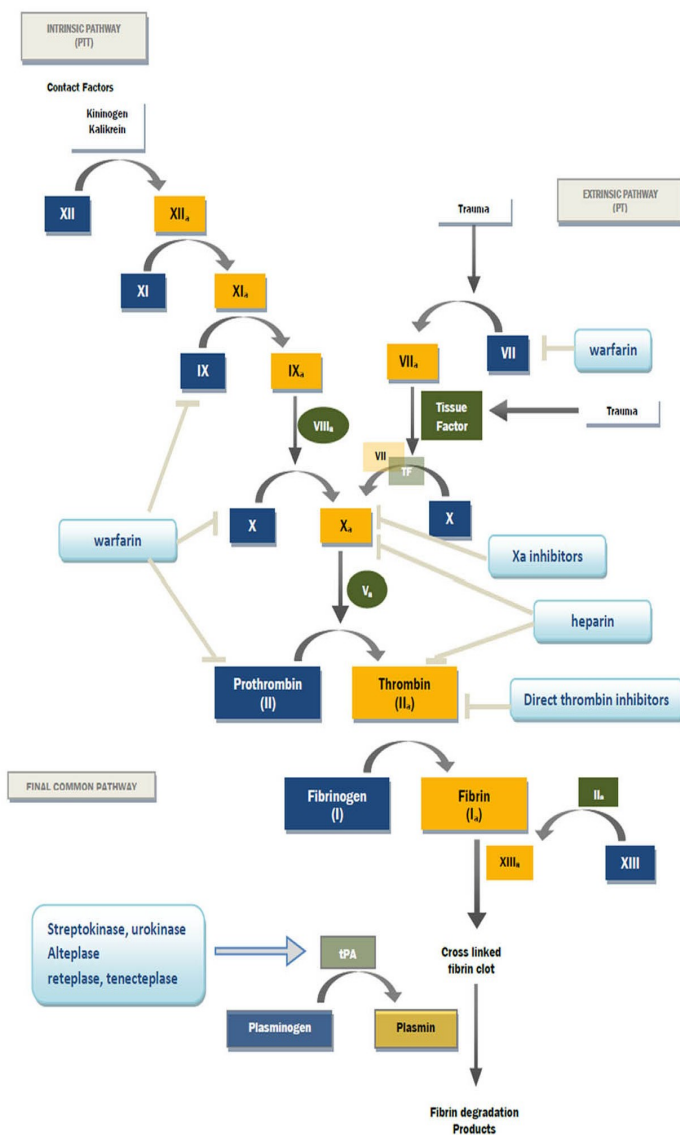 INTRINSIC PATHWAY
(PTT)
Contact Factors
Kininogen
Kalikrein
XII
XIIₐ
XI
XIₐ
IX
IXₐ
VIIIₐ
EXTRINSIC PATHWAY
(PT)
Trauma
VIIₐ
VII
warfarin
Tissue
Factor
Trauma
VII
TF
X
Xₐ
X
warfarin
Xa inhibitors
Vₐ
heparin
Prothrombin
(II)
Thrombin
(IIₐ)
Direct thrombin inhibitors
FINAL COMMON PATHWAY
Fibrinogen
(I)
Fibrin
(Iₐ)
IIₐ
XIIIₐ
XIII
Streptokinase, urokinase
Alteplase
reteplase, tenecteplase
tPA
Cross linked
fibrin clot
Plasminogen
Plasmin
Fibrin degradation
Products